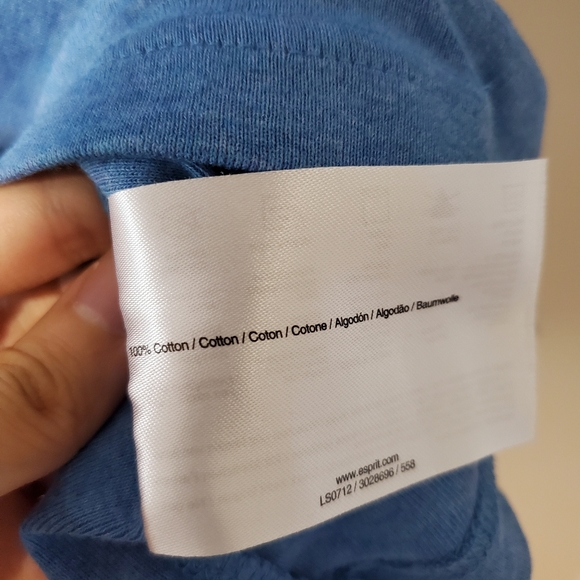 100% Cotton / Cotton / Coton / Cotone / Algodón / Algodão / Baumwolle
www.esprit.com
LS0712 / 3028696 / 558